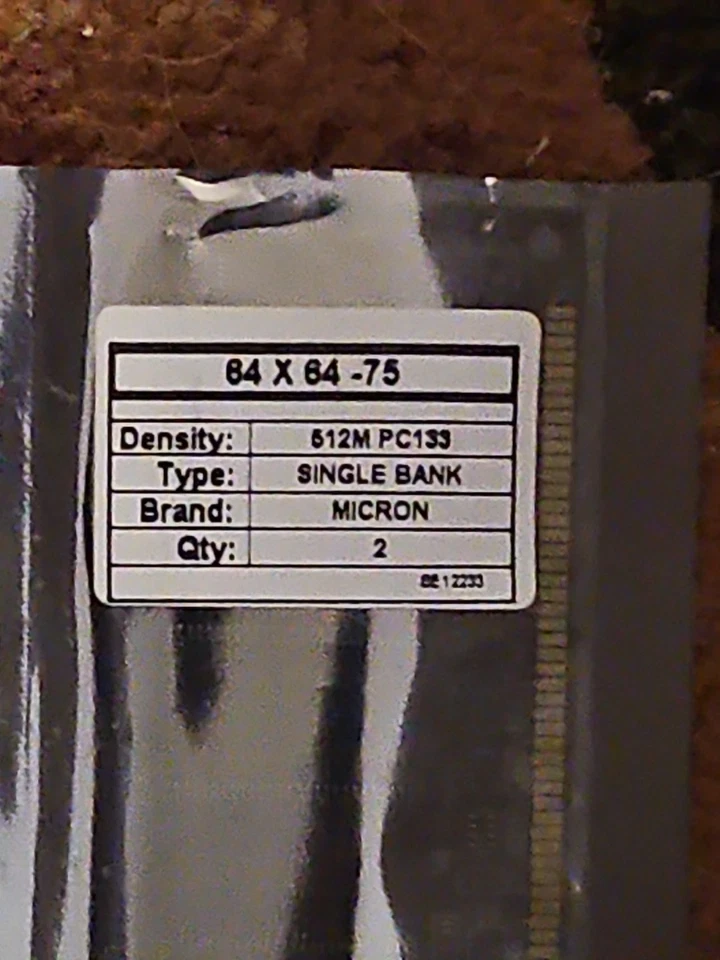 64 X 64 -75
Density: 512M PC133
Type: SINGLE BANK
Brand: MICRON
Qty: 2